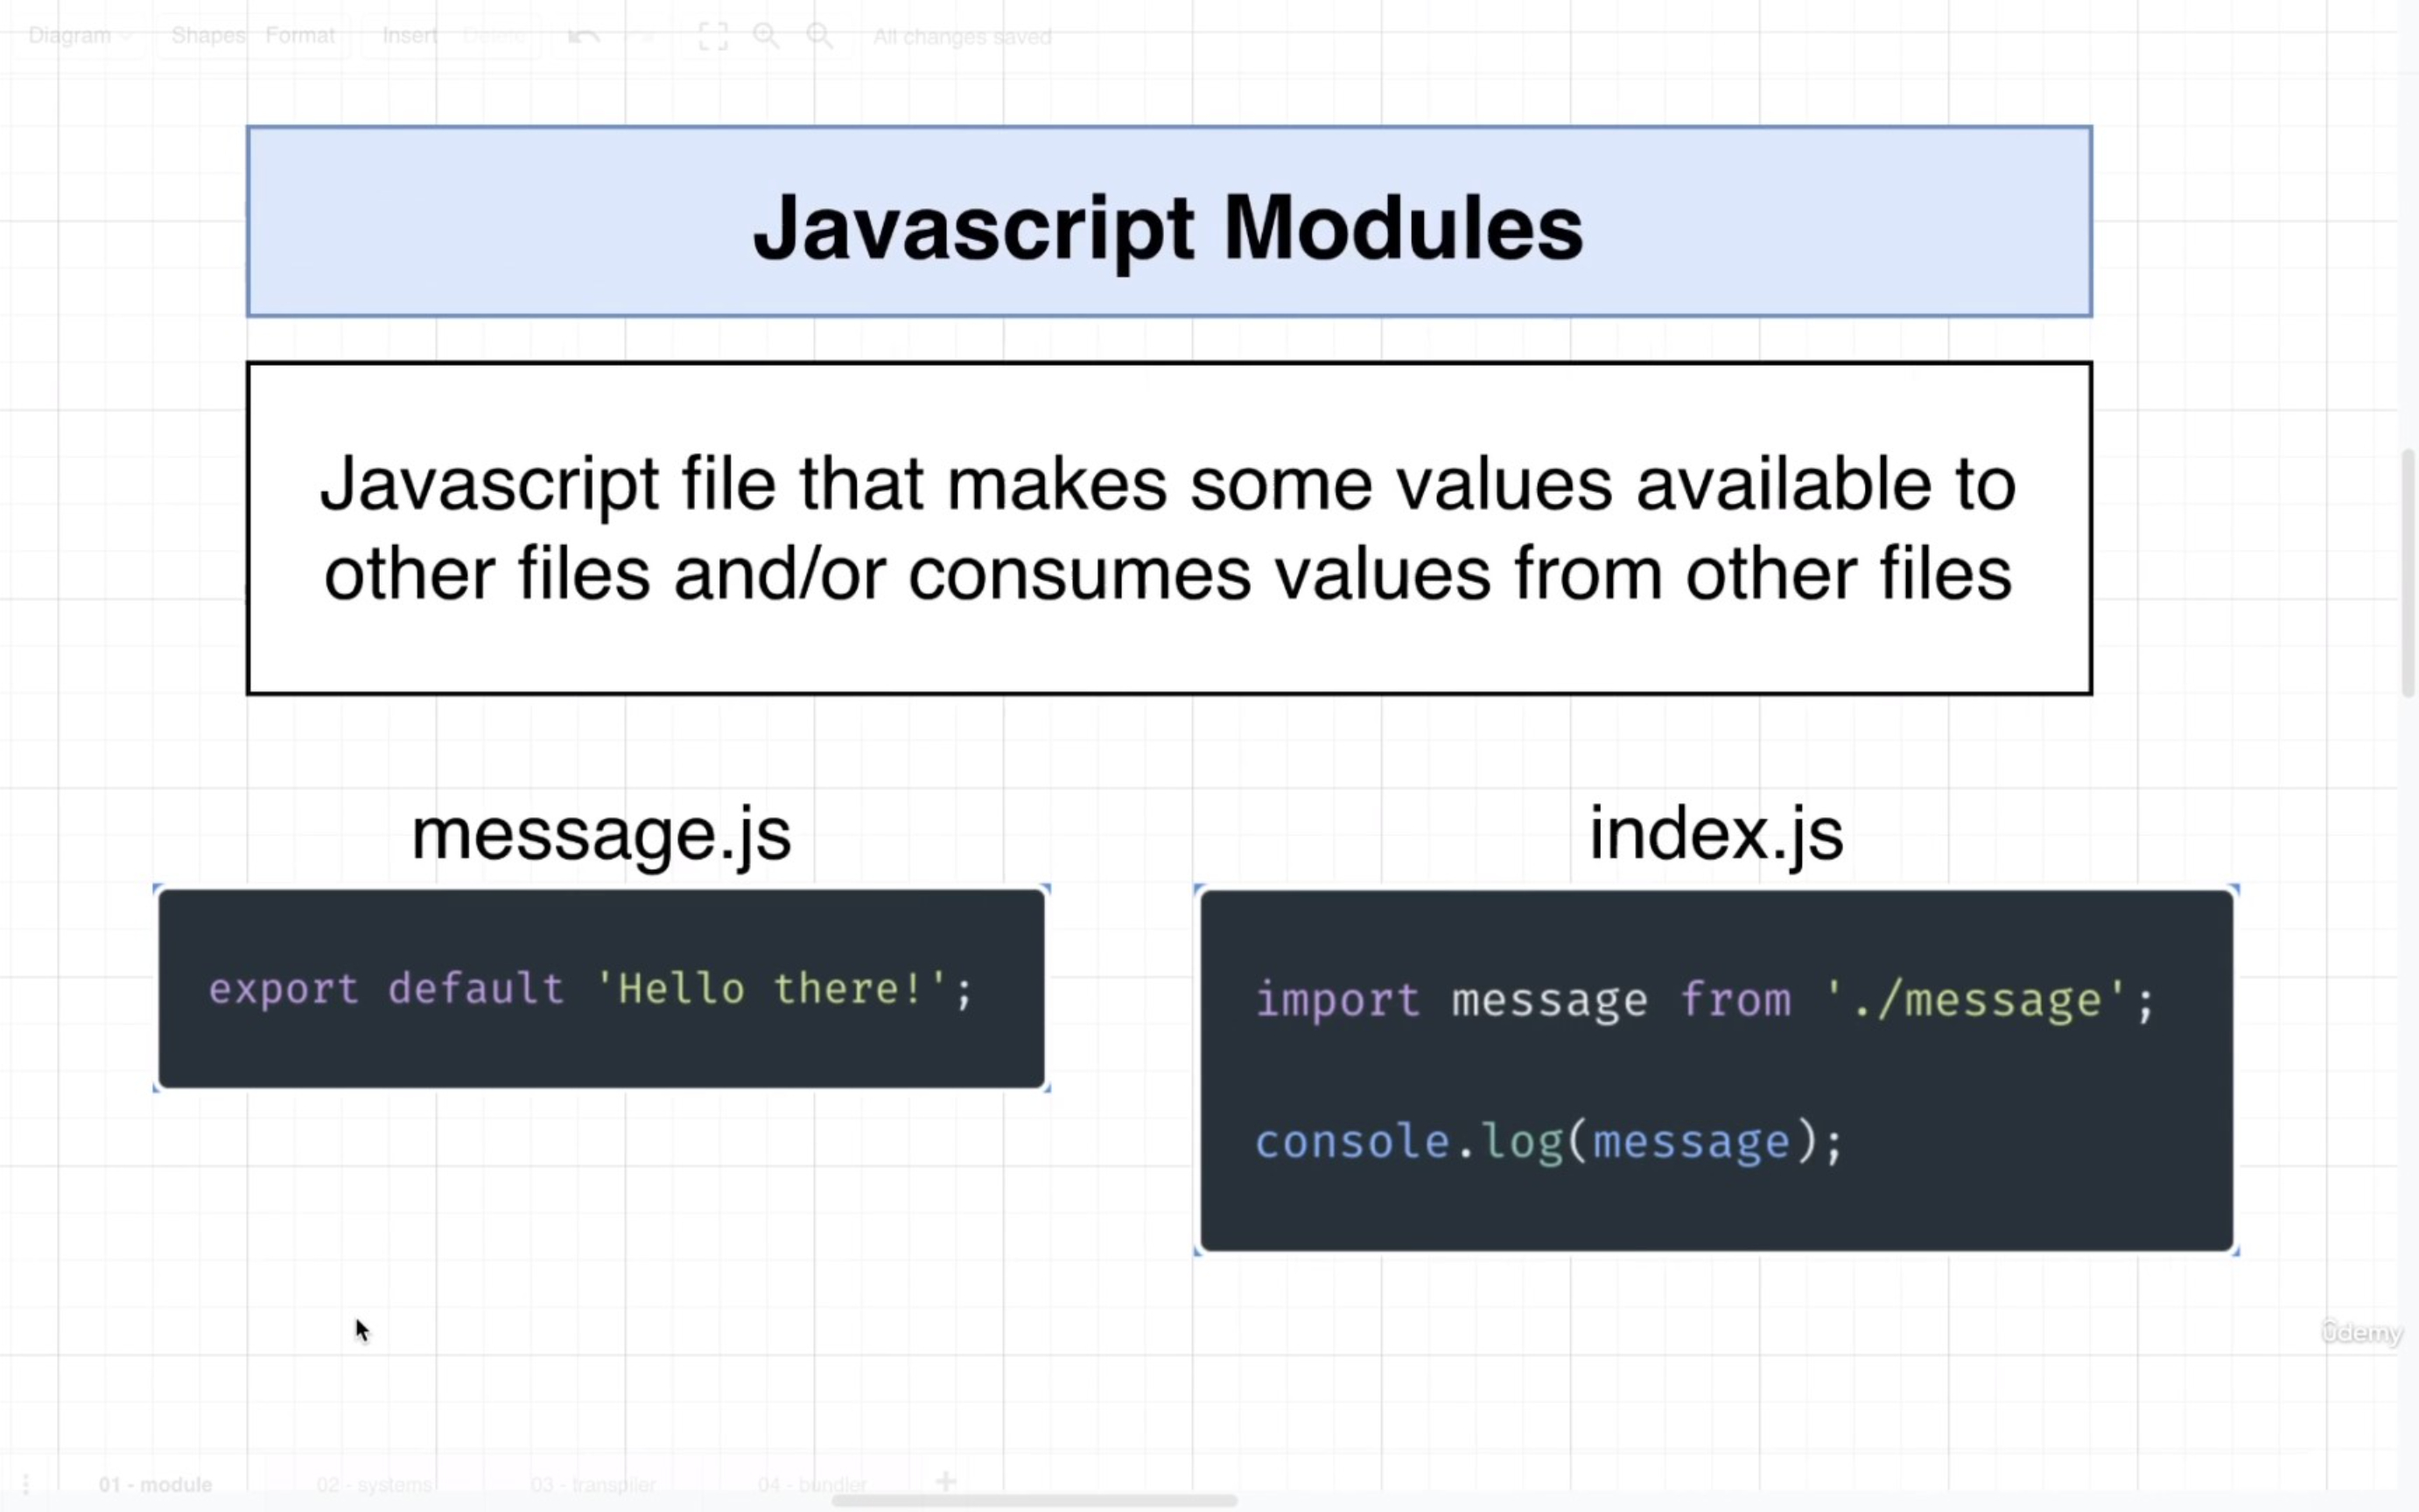 Diagram Shapes Format Insert Delete All changes saved
Javascript Modules
Javascript file that makes some values available to
other files and/or consumes values from other files
message.js
export default 'Hello there!';
index.js
import message from './message';
console.log(message);
ûdemy
01 - module 02 - systems 03 - transpiler 04 - bundler